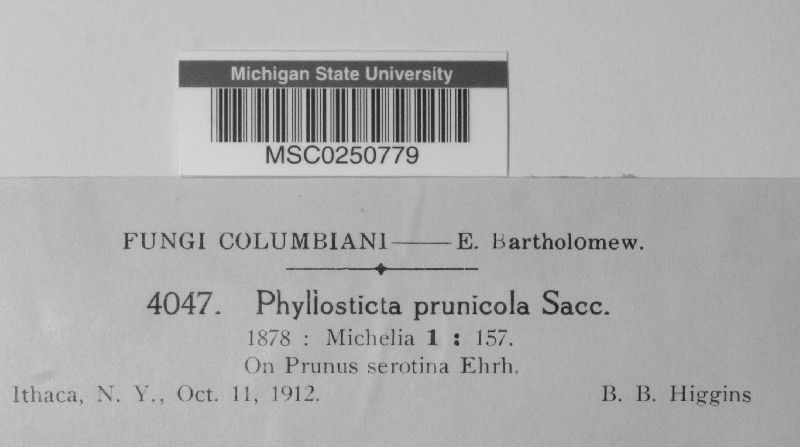 Michigan State University
MSC0250779
FUNGI COLUMBIANI——E. Bartholomew.
4047. Phyllosticta prunicola Sacc.
1878 : Michelia 1 : 157.
On Prunus serotina Ehrh.
Ithaca, N. Y., Oct. 11, 1912. B. B. Higgins